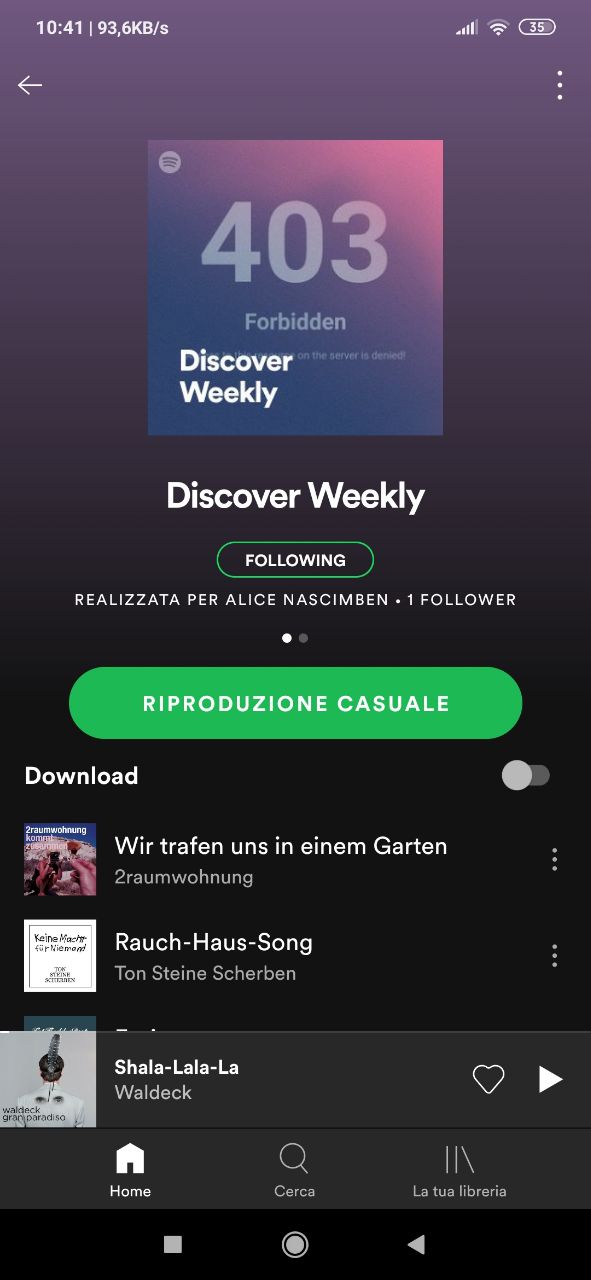 10:41 | 93,6KB/s
35
403
Forbidden
on the server is denied!
Discover
Weekly
Discover Weekly
FOLLOWING
REALIZZATA PER ALICE NASCIMBEN • 1 FOLLOWER
RIPRODUZIONE CASUALE
Download
2raumwohnung
kommt
zusammen
Wir trafen uns in einem Garten
2raumwohnung
Keine Macht
für Niemand
TON
STEINE
SCHERBEN
Rauch-Haus-Song
Ton Steine Scherben
waldeck
gran paradiso
Shala-Lala-La
Waldeck
Home
Cerca
La tua libreria